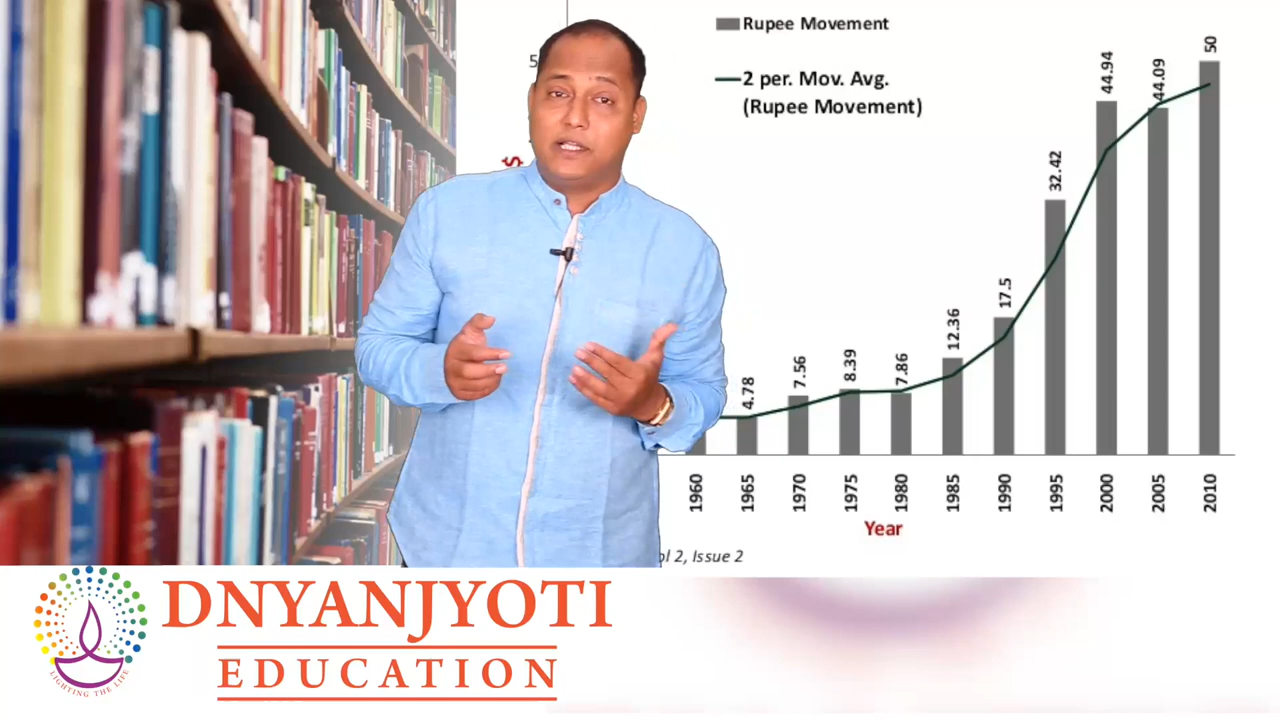 Rupee Movement
2 per. Mov. Avg.
(Rupee Movement)
5
$
4.78
7.56
8.39
7.86
12.36
17.5
32.42
44.94
44.09
50
1960
1965
1970
1975
1980
1985
1990
1995
2000
2005
2010
Year
2, Issue 2
DNYANJYOTI
EDUCATION
LIGHTING THE LIFE